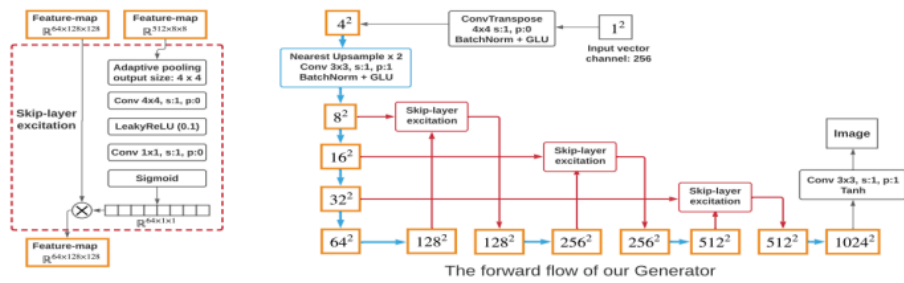 Feature-map
ℝ^{64×128×128}
Feature-map
ℝ^{512×8×8}
Skip-layer
excitation
Adaptive pooling
output size: 4 x 4
Conv 4x4, s:1, p:0
LeakyReLU (0.1)
Conv 1x1, s:1, p:0
Sigmoid
ℝ^{64×1×1}
Feature-map
ℝ^{64×128×128}
4²
ConvTranspose
4x4 s:1, p:0
BatchNorm + GLU
1²
Input vector
channel: 256
Nearest Upsample x 2
Conv 3x3, s:1, p:1
BatchNorm + GLU
8²
Skip-layer
excitation
16²
Skip-layer
excitation
32²
Skip-layer
excitation
Image
Conv 3x3, s:1, p:1
Tanh
64²
128²
128²
256²
256²
512²
512²
1024²
The forward flow of our Generator